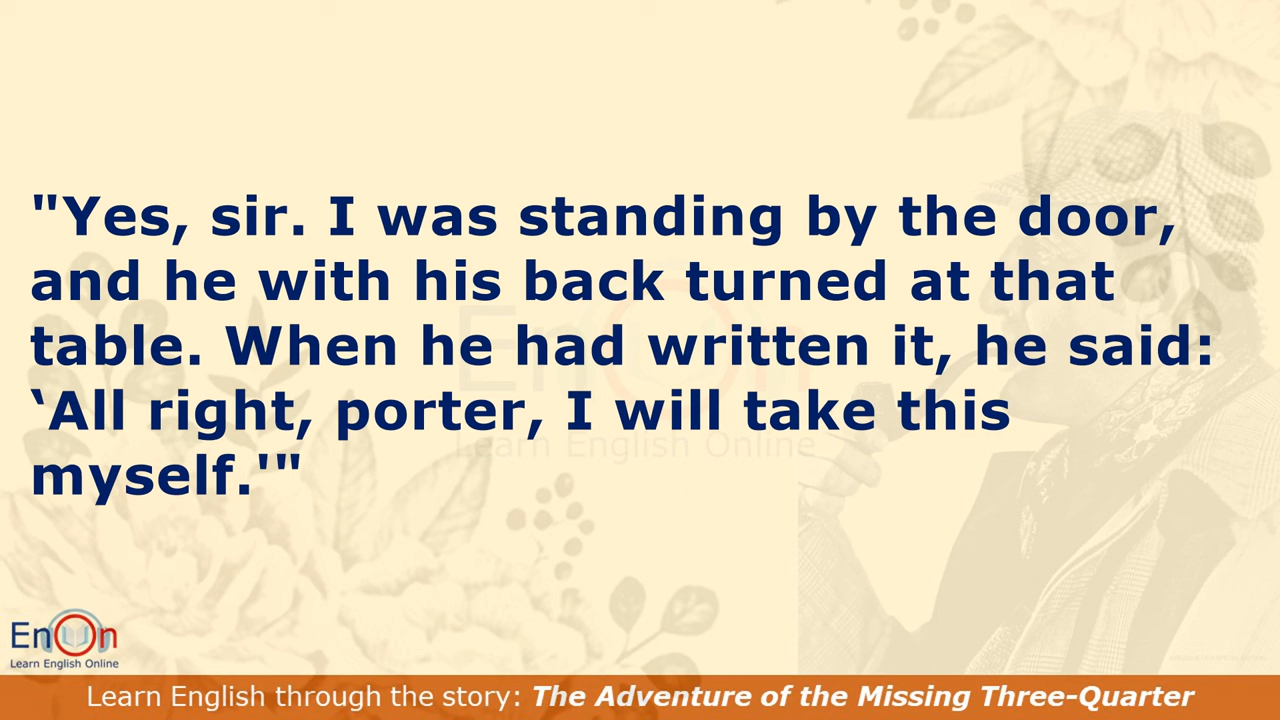 "Yes, sir. I was standing by the door,
and he with his back turned at that
table. When he had written it, he said:
‘All right, porter, I will take this
myself.'"
EnOn
Learn English Online
EnOn
Learn English Online
Learn English through the story: The Adventure of the Missing Three-Quarter